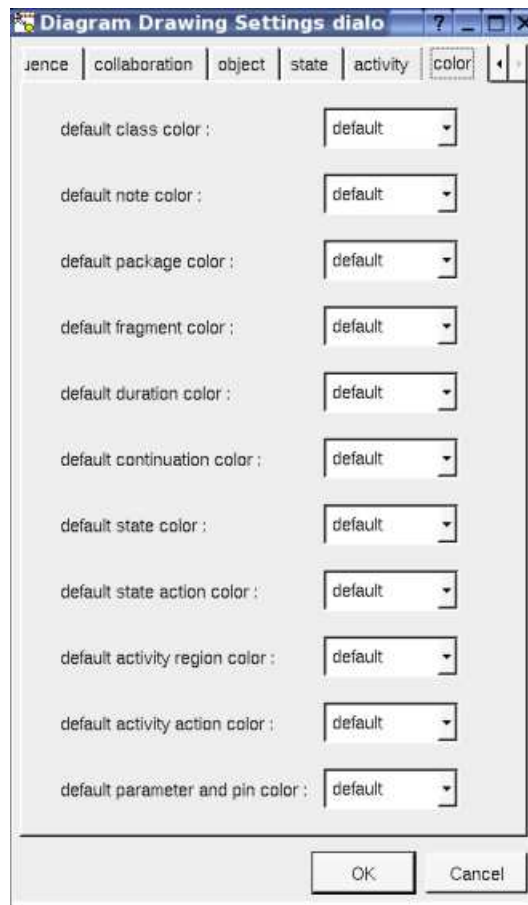 Diagram Drawing Settings dialo ?
uence collaboration object state activity color
default class color : default
default note color : default
default package color : default
default fragment color : default
default duration color : default
default continuation color : default
default state color : default
default state action color : default
default activity region color : default
default activity action color : default
default parameter and pin color : default
OK Cancel